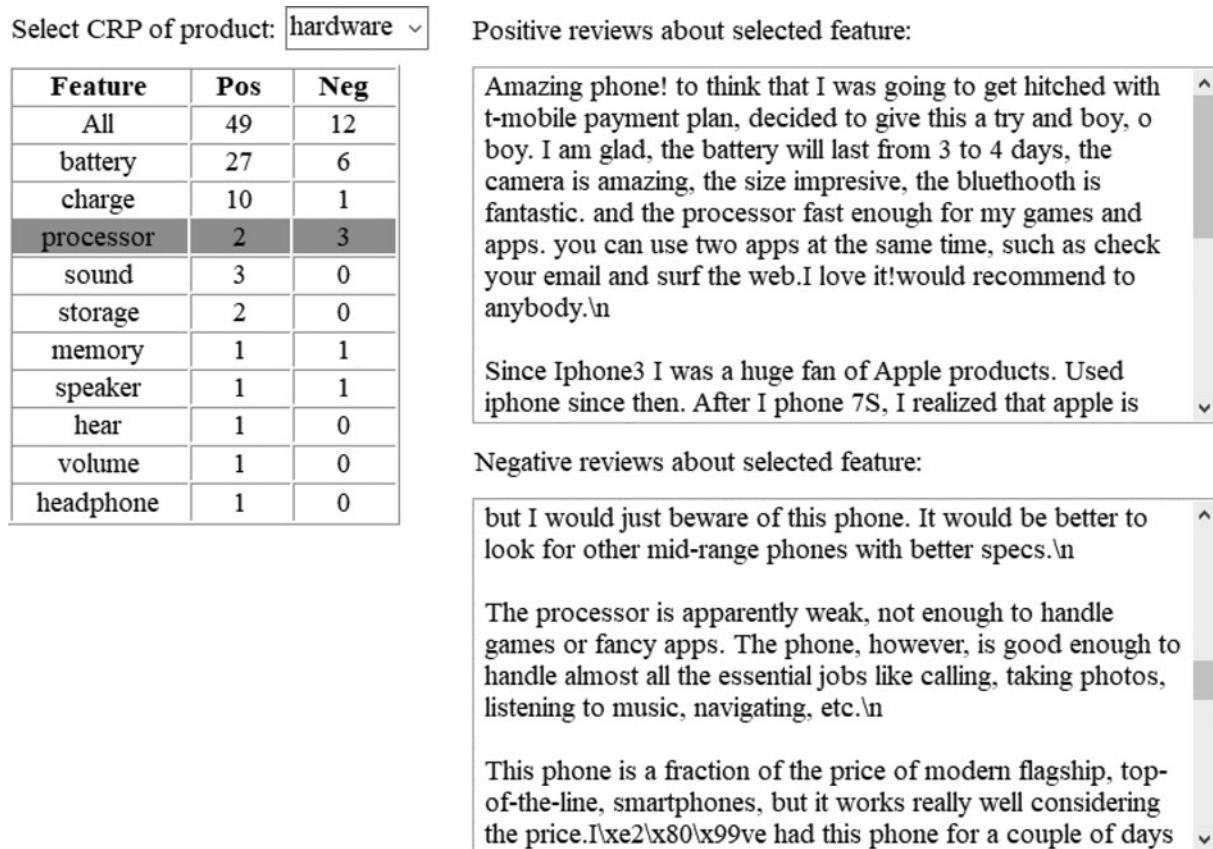 Select CRP of product: hardware
Feature Pos Neg
All 49 12
battery 27 6
charge 10 1
processor 2 3
sound 3 0
storage 2 0
memory 1 1
speaker 1 1
hear 1 0
volume 1 0
headphone 1 0
Positive reviews about selected feature:
Amazing phone! to think that I was going to get hitched with
t-mobile payment plan, decided to give this a try and boy, o
boy. I am glad, the battery will last from 3 to 4 days, the
camera is amazing, the size impresive, the bluethooth is
fantastic. and the processor fast enough for my games and
apps. you can use two apps at the same time, such as check
your email and surf the web.I love it!would recommend to
anybody.\n
Since Iphone3 I was a huge fan of Apple products. Used
iphone since then. After I phone 7S, I realized that apple is
Negative reviews about selected feature:
but I would just beware of this phone. It would be better to
look for other mid-range phones with better specs.\n
The processor is apparently weak, not enough to handle
games or fancy apps. The phone, however, is good enough to
handle almost all the essential jobs like calling, taking photos,
listening to music, navigating, etc.\n
This phone is a fraction of the price of modern flagship, top-
of-the-line, smartphones, but it works really well considering
the price.I\xe2\x80\x99ve had this phone for a couple of days